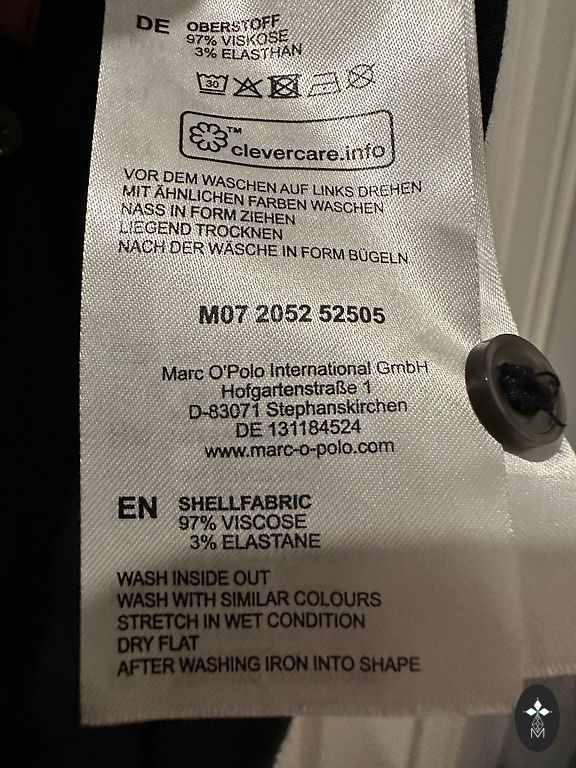 DE OBERSTOFF
97% VISKOSE
3% ELASTHAN
30
clevercare.info™
VOR DEM WASCHEN AUF LINKS DREHEN
MIT ÄHNLICHEN FARBEN WASCHEN
NASS IN FORM ZIEHEN
LIEGEND TROCKNEN
NACH DER WÄSCHE IN FORM BÜGELN
M07 2052 52505
Marc O'Polo International GmbH
Hofgartenstraße 1
D-83071 Stephanskirchen
DE 131184524
www.marc-o-polo.com
EN SHELLFABRIC
97% VISCOSE
3% ELASTANE
WASH INSIDE OUT
WASH WITH SIMILAR COLOURS
STRETCH IN WET CONDITION
DRY FLAT
AFTER WASHING IRON INTO SHAPE
M